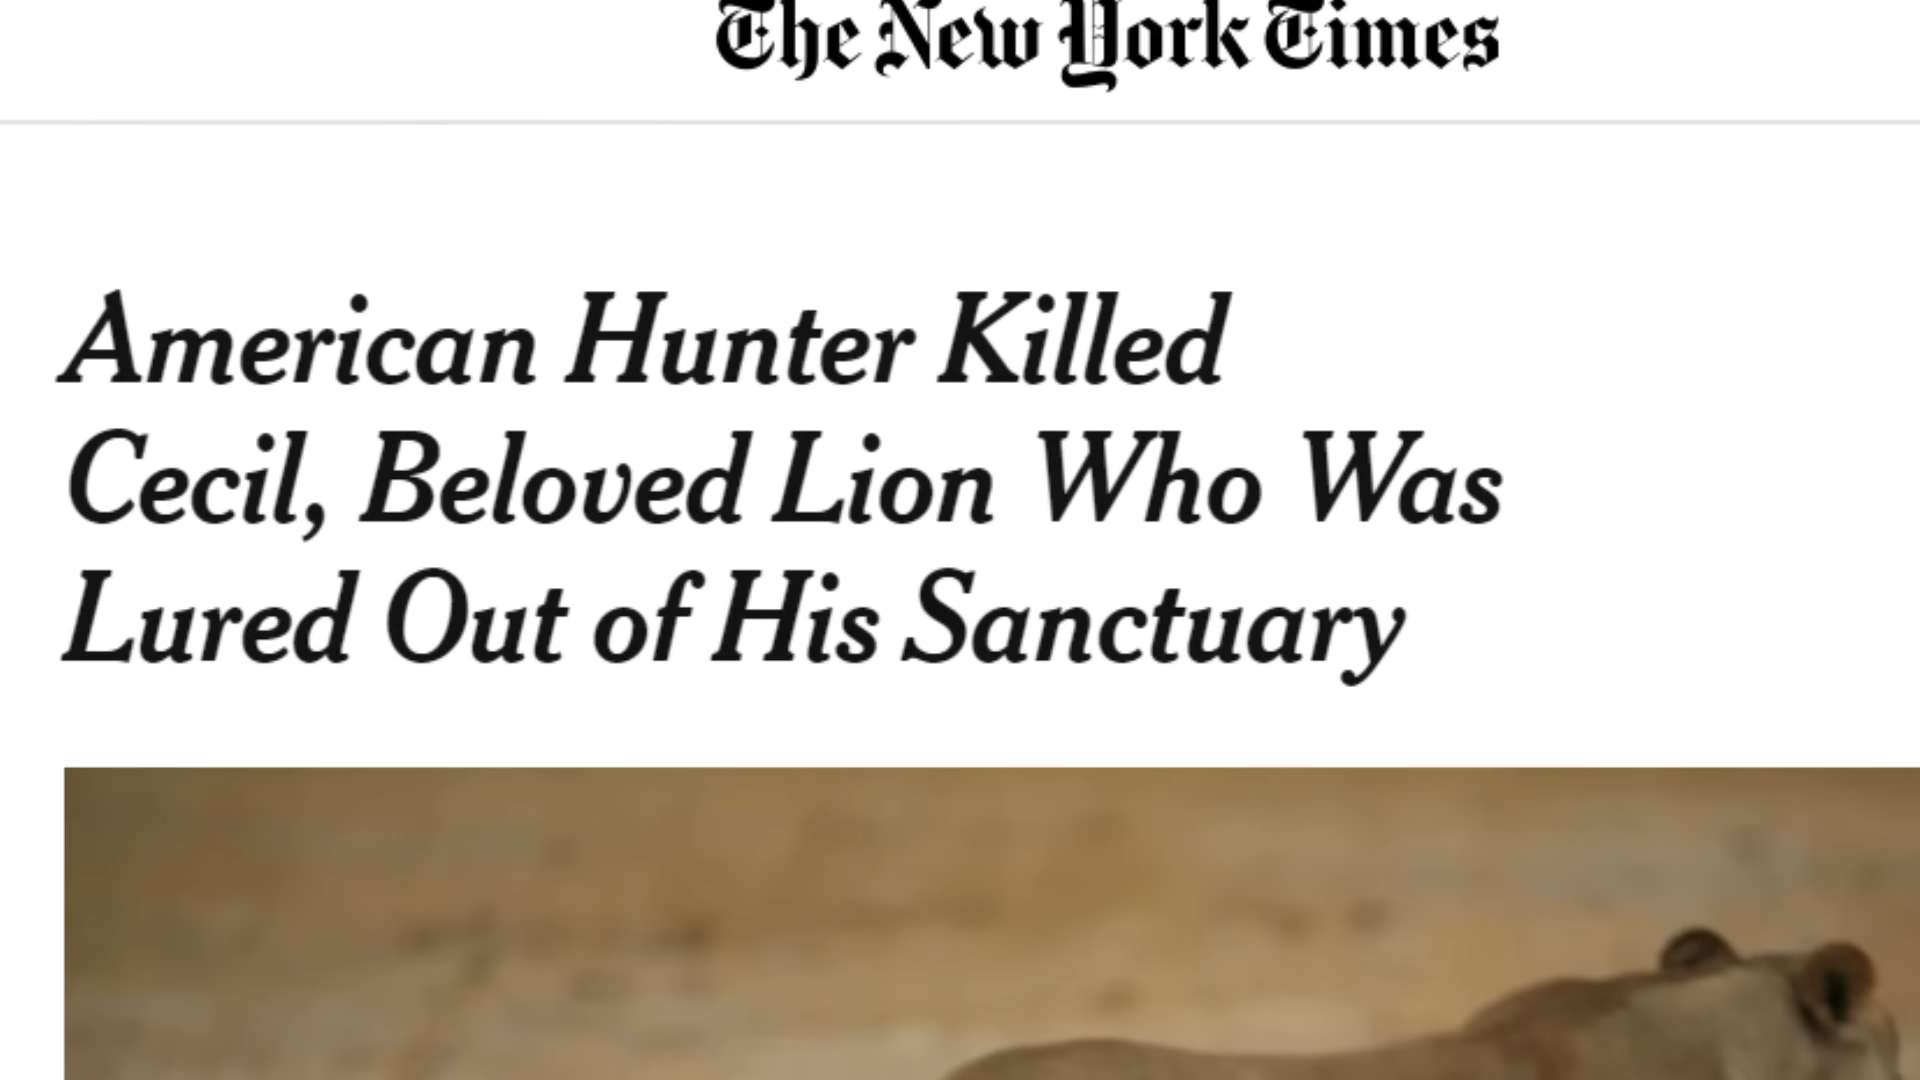 The New York Times
American Hunter Killed
Cecil, Beloved Lion Who Was
Lured Out of His Sanctuary